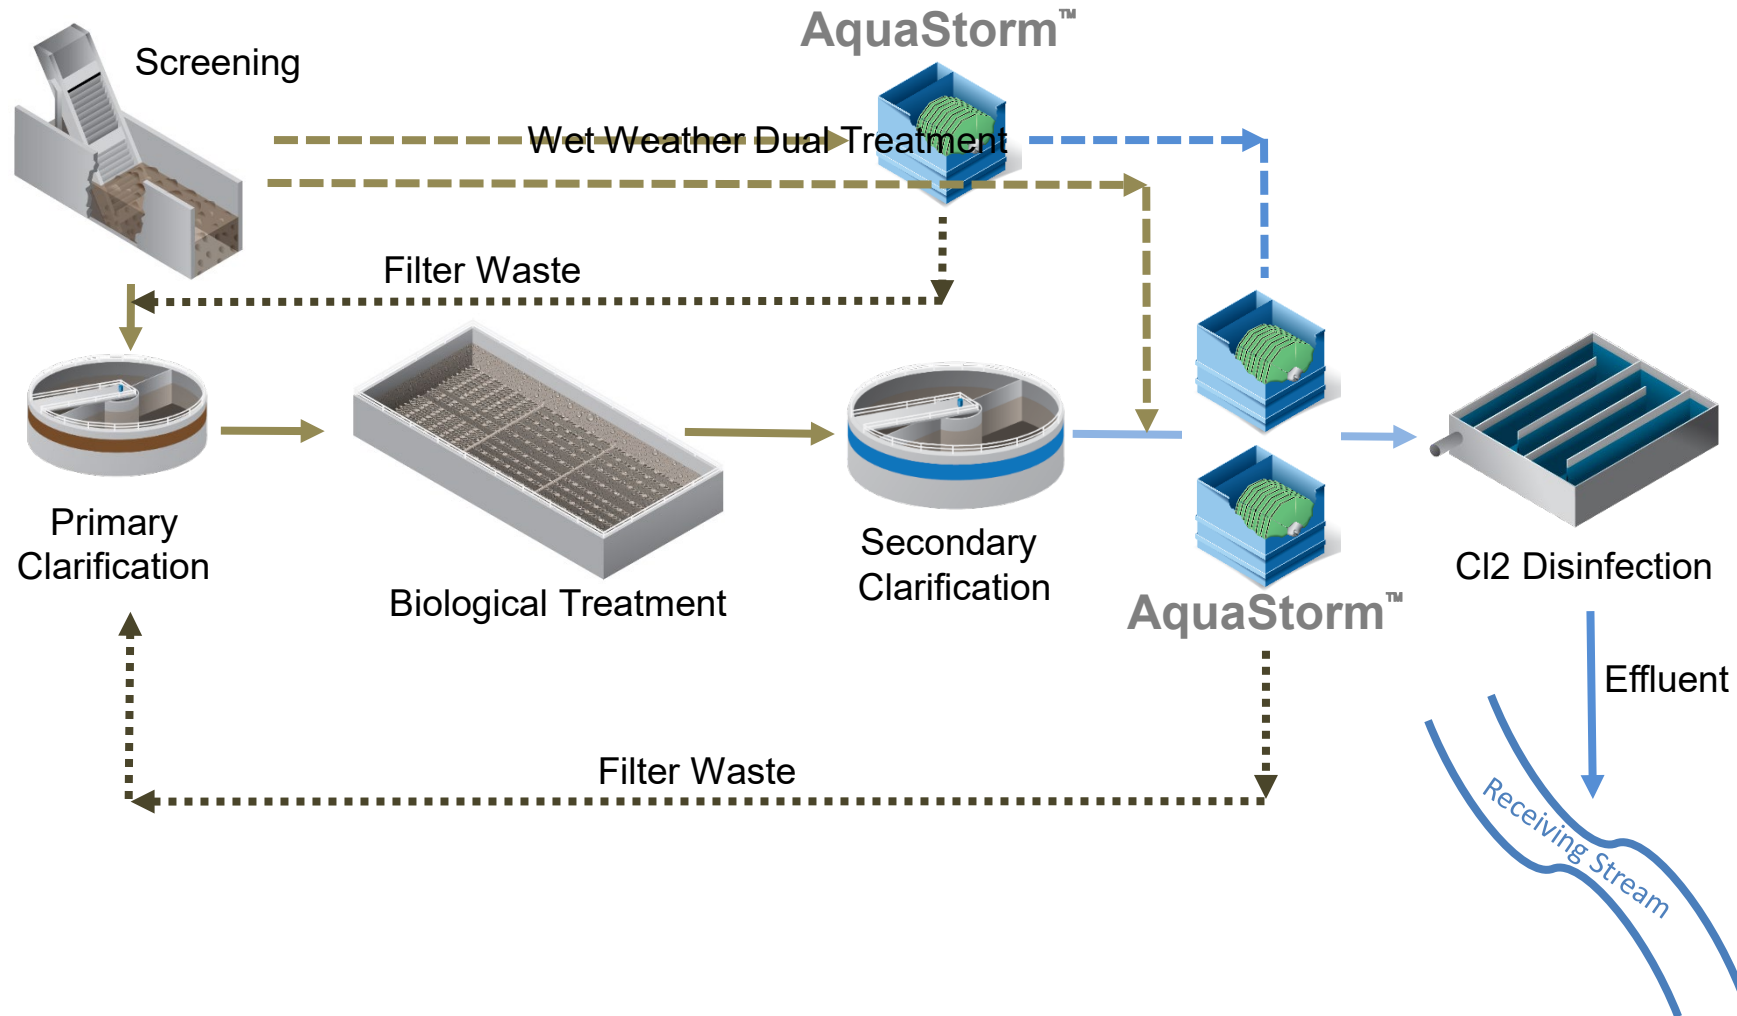 AquaStorm™
Screening
Wet Weather Dual Treatment
Filter Waste
Primary
Clarification
Biological Treatment
Secondary
Clarification
AquaStorm™
Cl2 Disinfection
Effluent
Filter Waste
Receiving Stream